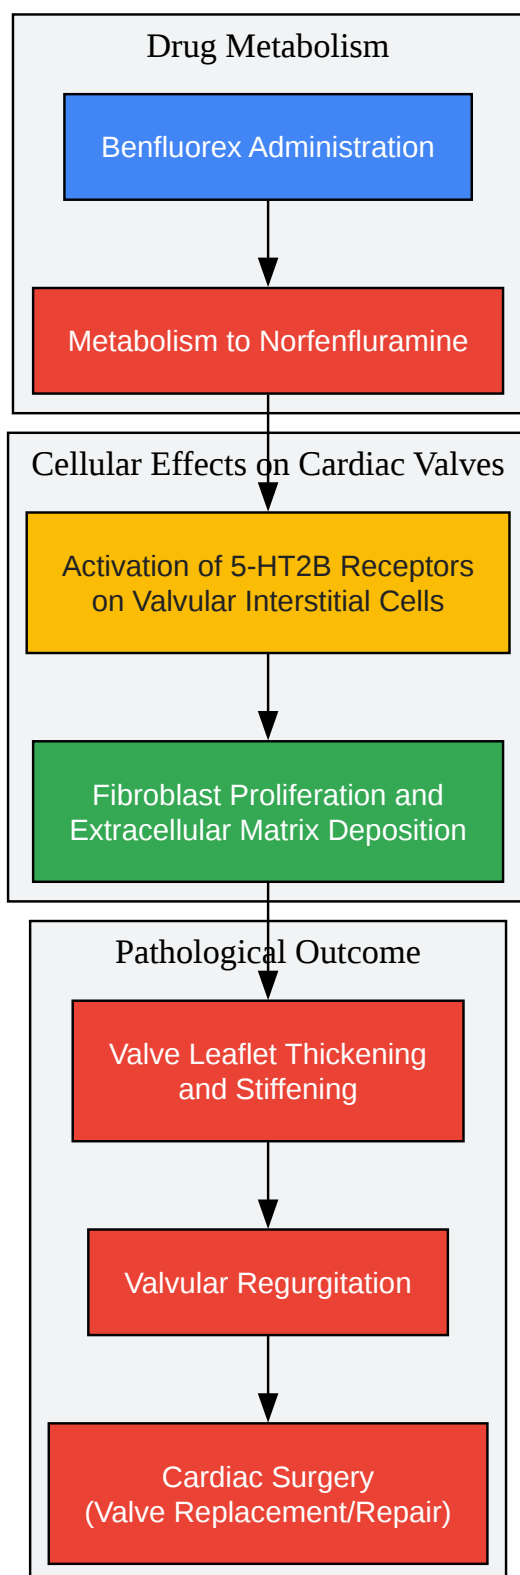 Drug Metabolism
Benfluorex Administration
Metabolism to Norfenfluramine
Cellular Effects on Cardiac Valves
Activation of 5-HT2B Receptors
on Valvular Interstitial Cells
Fibroblast Proliferation and
Extracellular Matrix Deposition
Pathological Outcome
Valve Leaflet Thickening
and Stiffening
Valvular Regurgitation
Cardiac Surgery
(Valve Replacement/Repair)